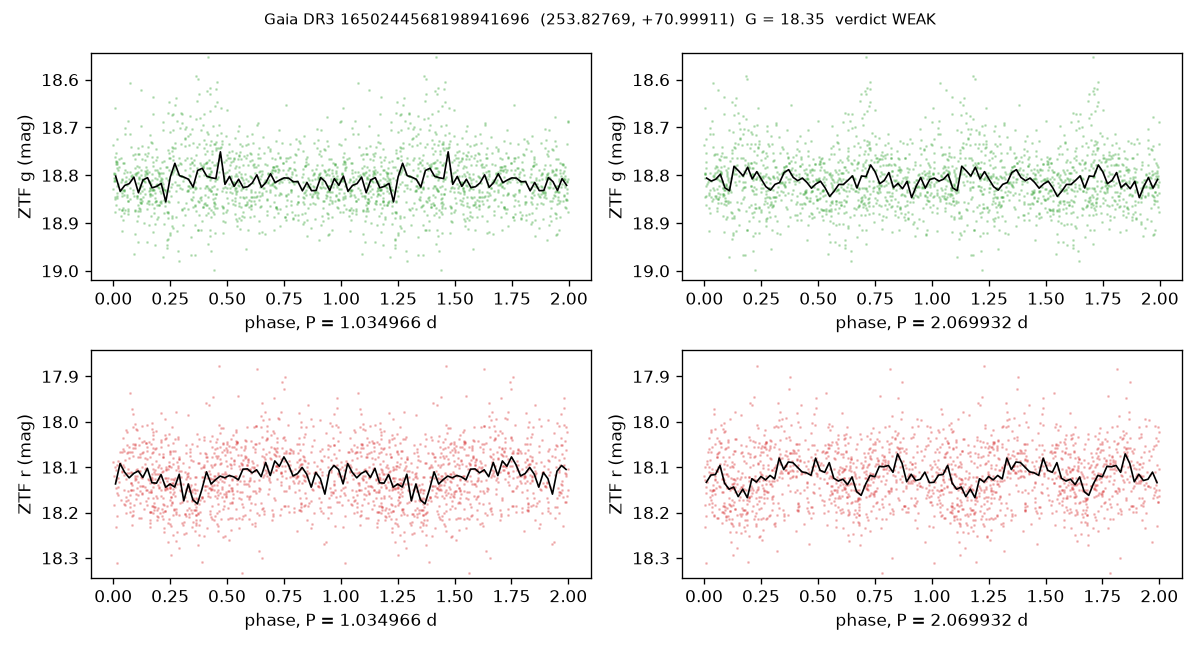 Gaia DR3 1650244568198941696  (253.82769, +70.99911)  G = 18.35  verdict WEAK
ZTF g (mag)
18.6
18.7
18.8
18.9
19.0
0.00 0.25 0.50 0.75 1.00 1.25 1.50 1.75 2.00
phase, P = 1.034966 d
ZTF g (mag)
18.6
18.7
18.8
18.9
19.0
0.00 0.25 0.50 0.75 1.00 1.25 1.50 1.75 2.00
phase, P = 2.069932 d
ZTF r (mag)
17.9
18.0
18.1
18.2
18.3
0.00 0.25 0.50 0.75 1.00 1.25 1.50 1.75 2.00
phase, P = 1.034966 d
ZTF r (mag)
17.9
18.0
18.1
18.2
18.3
0.00 0.25 0.50 0.75 1.00 1.25 1.50 1.75 2.00
phase, P = 2.069932 d